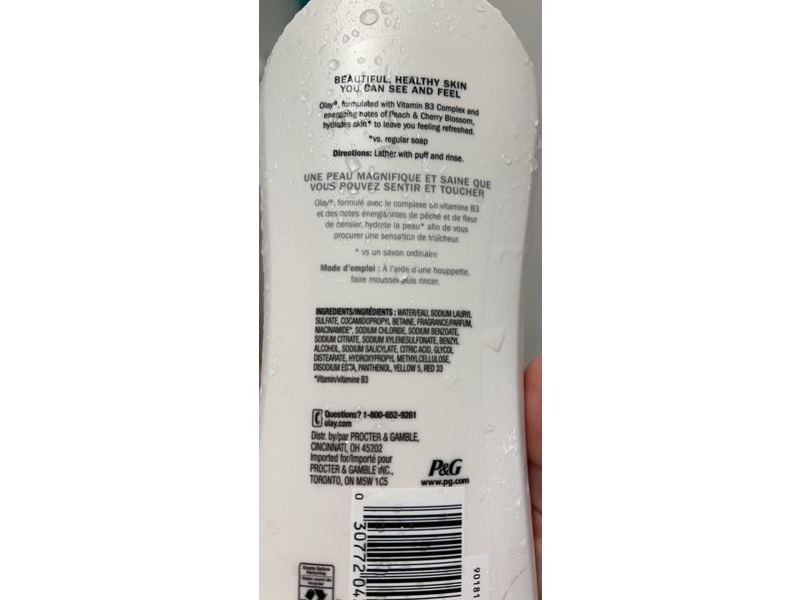 BEAUTIFUL, HEALTHY SKIN
YOU CAN SEE AND FEEL
Olay®, formulated with Vitamin B3 Complex and
energizing notes of Peach & Cherry Blossom,
hydrates skin* to leave you feeling refreshed.
*vs. regular soap
Directions: Lather with puff and rinse.
UNE PEAU MAGNIFIQUE ET SAINE QUE
VOUS POUVEZ SENTIR ET TOUCHER
Olay®, formulé avec le complexe de vitamine B3
et des notes énergisantes de pêche et de fleur
de cerisier, hydrate la peau* afin de vous
procurer une sensation de fraîcheur.
* vs un savon ordinaire
Mode d'emploi : À l'aide d'une houppette,
faire mousser puis rincer.
INGREDIENTS/INGRÉDIENTS : WATER/EAU, SODIUM LAURYL
SULFATE, COCAMIDOPROPYL BETAINE, FRAGRANCE/PARFUM,
NIACINAMIDE*, SODIUM CHLORIDE, SODIUM BENZOATE,
SODIUM CITRATE, SODIUM XYLENESULFONATE, BENZYL
ALCOHOL, SODIUM SALICYLATE, CITRIC ACID, GLYCOL
DISTEARATE, HYDROXYPROPYL METHYLCELLULOSE,
DISODIUM EDTA, PANTHENOL, YELLOW 5, RED 33
*Vitamin/vitamine B3
Questions? 1-800-652-9261
olay.com
Distr. by/par PROCTER & GAMBLE,
CINCINNATI, OH 45202
Imported for/Importé pour
PROCTER & GAMBLE INC.,
TORONTO, ON M5W 1C5
P&G
www.pg.com
0 30772 04
90181
Empty Before
Recycling